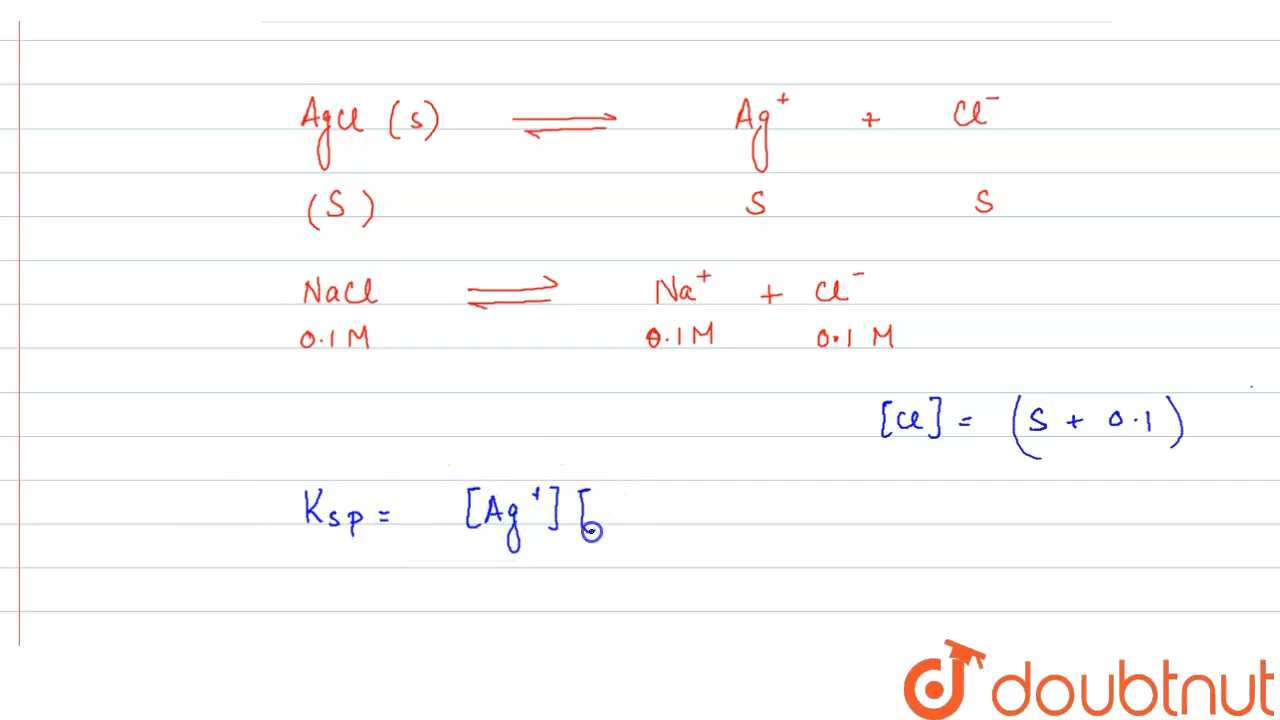 AgCl (s) ⇌ Ag⁺ + Cl⁻
(S) S S
NaCl ⇌ Na⁺ + Cl⁻
0.1 M 0.1 M 0.1 M
[Cl] = (S + 0.1)
Ksp = [Ag⁺] [
doubtnut